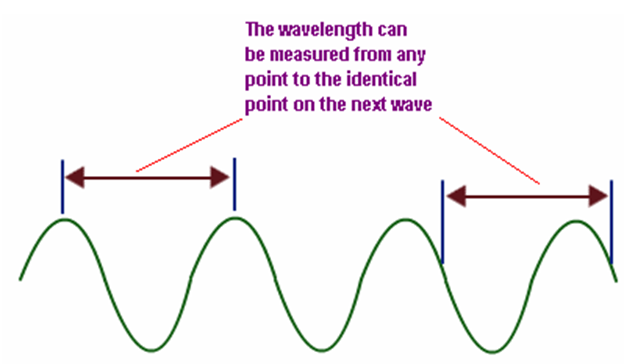 The wavelength can
be measured from any
point to the identical
point on the next wave